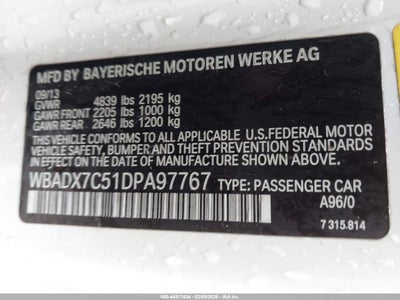 MFD BY BAYERISCHE MOTOREN WERKE AG
09/13
GVWR 4839 lbs 2195 kg
GAWR FRONT 2205 lbs 1000 kg
GAWR REAR 2646 lbs 1200 kg
THIS CAR CONFORMS TO ALL APPLICABLE U.S.FEDERAL MOTOR
VEHICLE SAFETY, BUMPER AND THEFT PREVENTION STANDARDS
IN EFFECT ON THE DATE OF MANUFACTURE SHOWN ABOVE.
WBADX7C51DPA97767 TYPE: PASSENGER CAR
A96/0
7 315.814